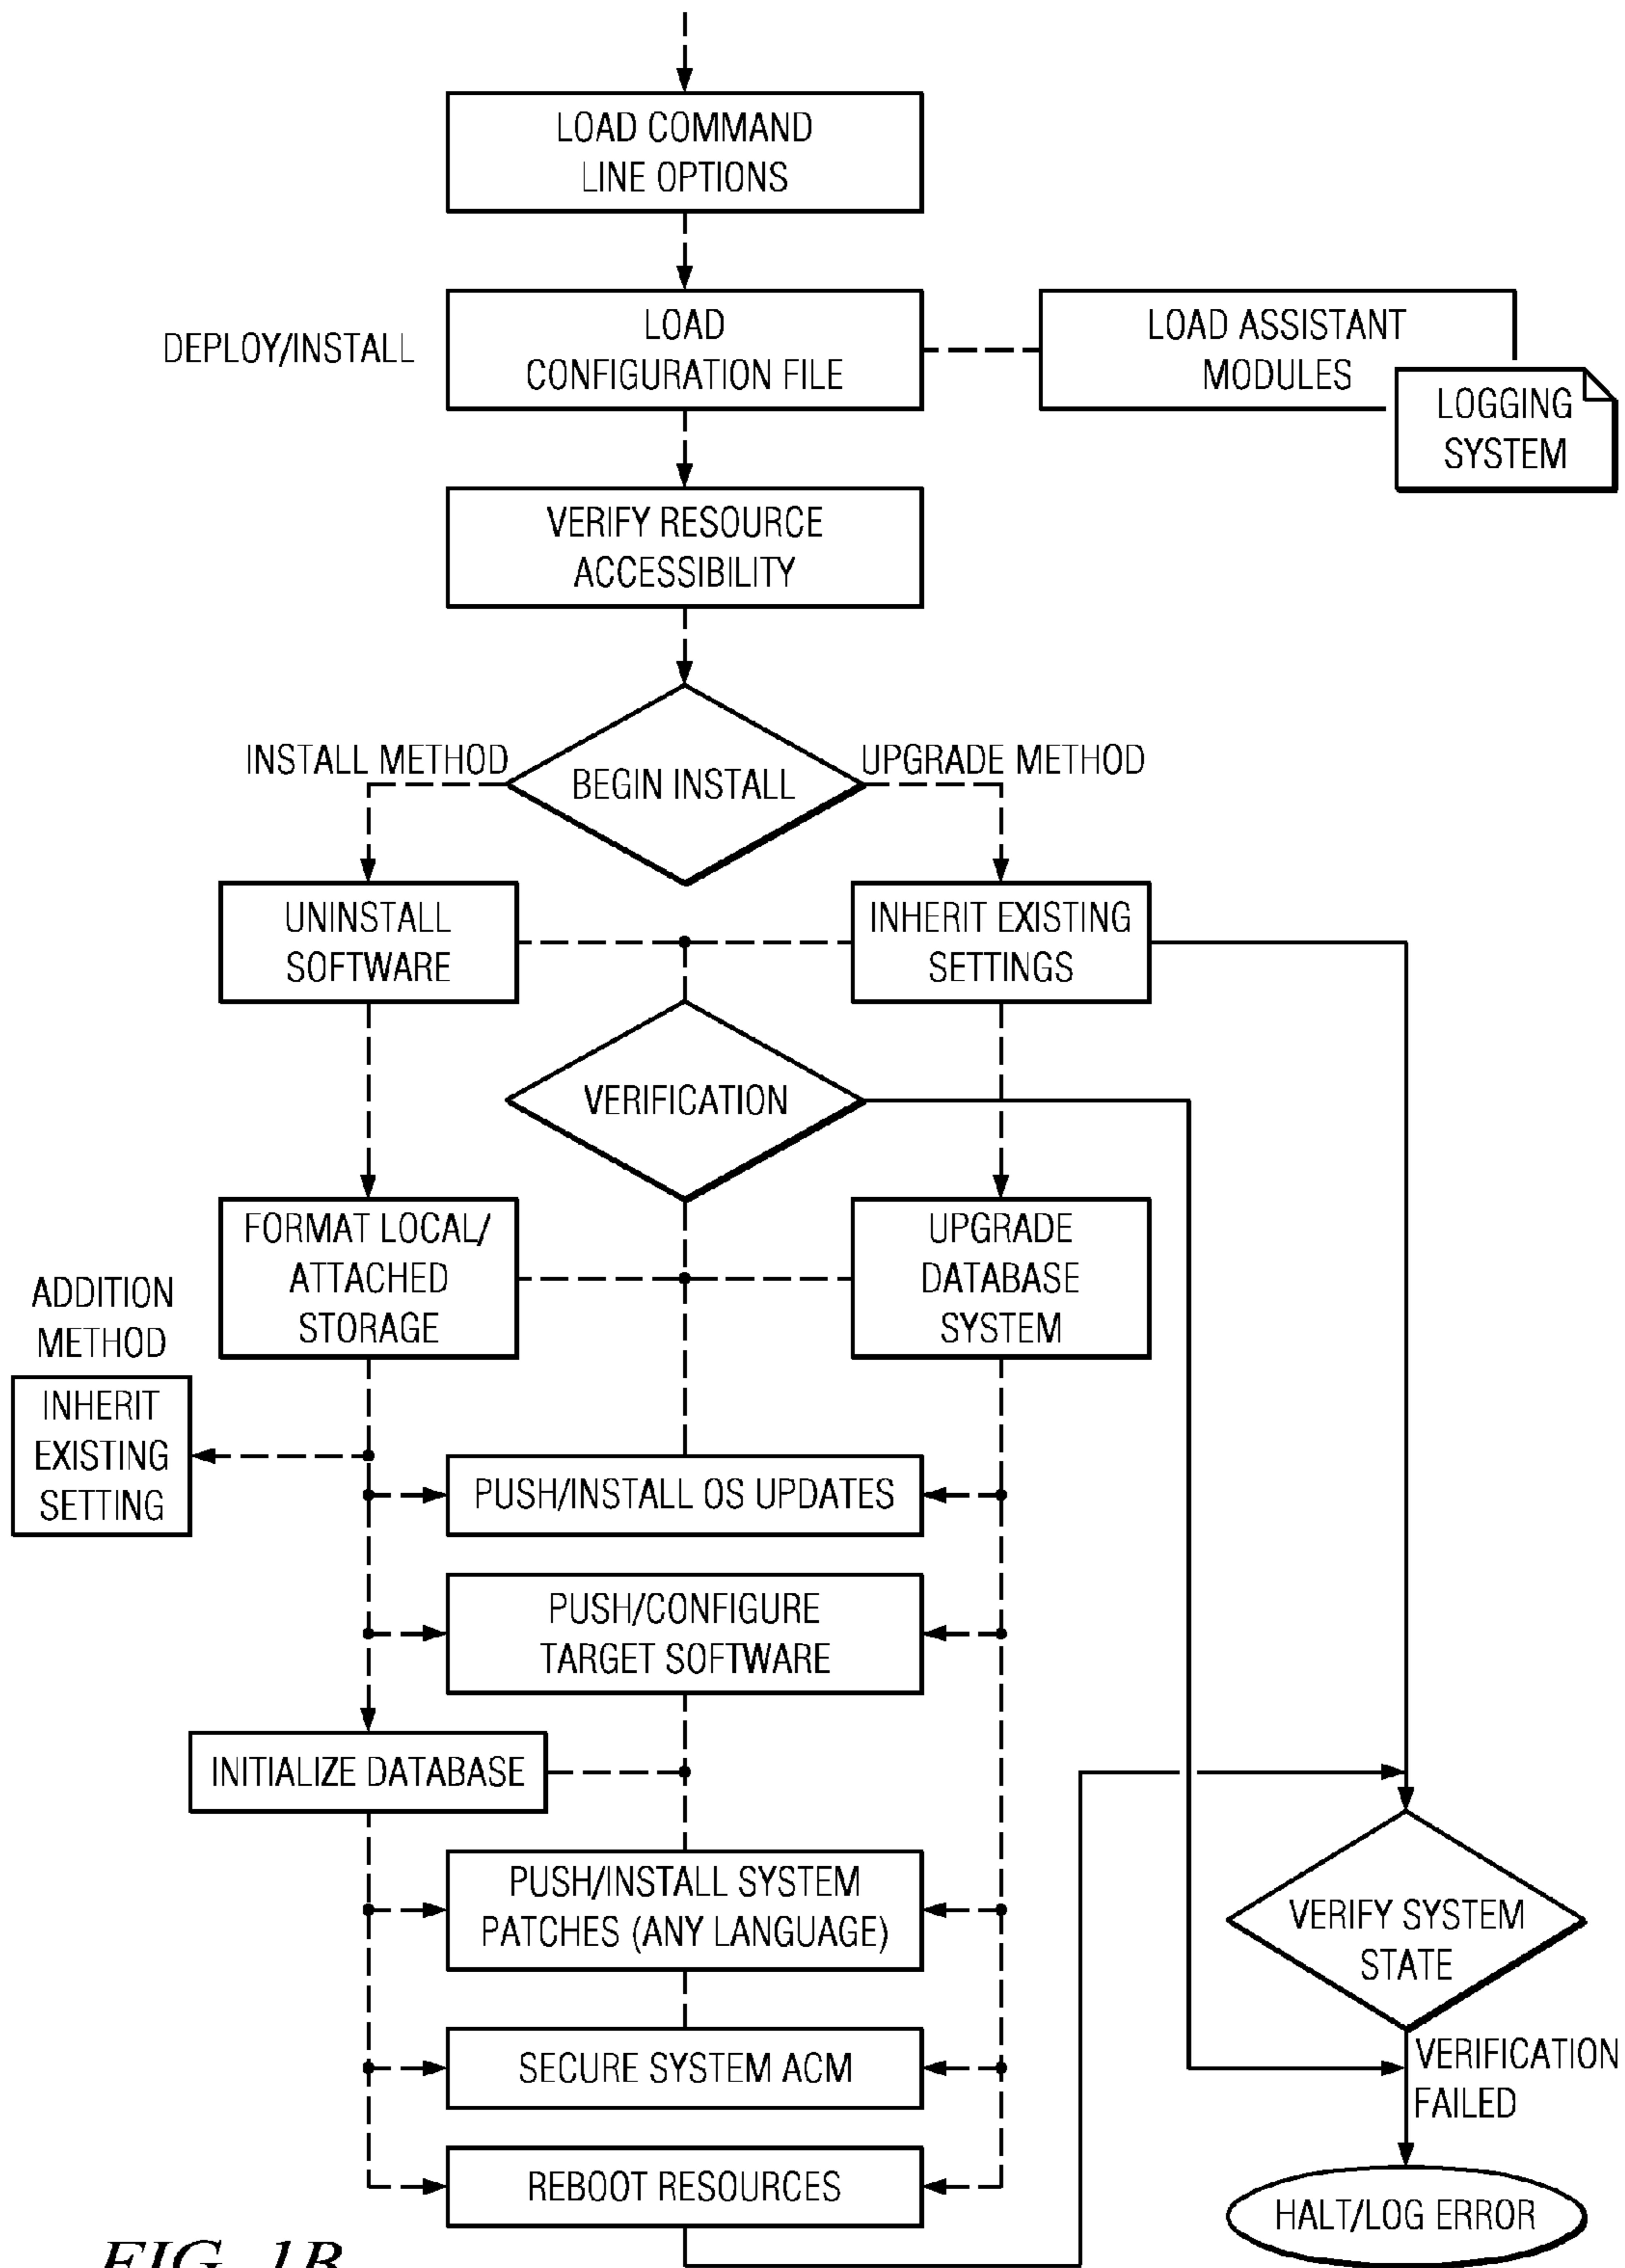 LOAD COMMAND
LINE OPTIONS
DEPLOY/INSTALL
LOAD
CONFIGURATION FILE
LOAD ASSISTANT
MODULES
LOGGING
SYSTEM
VERIFY RESOURCE
ACCESSIBILITY
INSTALL METHOD
BEGIN INSTALL
UPGRADE METHOD
UNINSTALL
SOFTWARE
INHERIT EXISTING
SETTINGS
VERIFICATION
FORMAT LOCAL/
ATTACHED
STORAGE
UPGRADE
DATABASE
SYSTEM
ADDITION
METHOD
INHERIT
EXISTING
SETTING
PUSH/INSTALL OS UPDATES
PUSH/CONFIGURE
TARGET SOFTWARE
INITIALIZE DATABASE
PUSH/INSTALL SYSTEM
PATCHES (ANY LANGUAGE)
VERIFY SYSTEM
STATE
SECURE SYSTEM ACM
VERIFICATION
FAILED
REBOOT RESOURCES
HALT/LOG ERROR
FIG. 1B